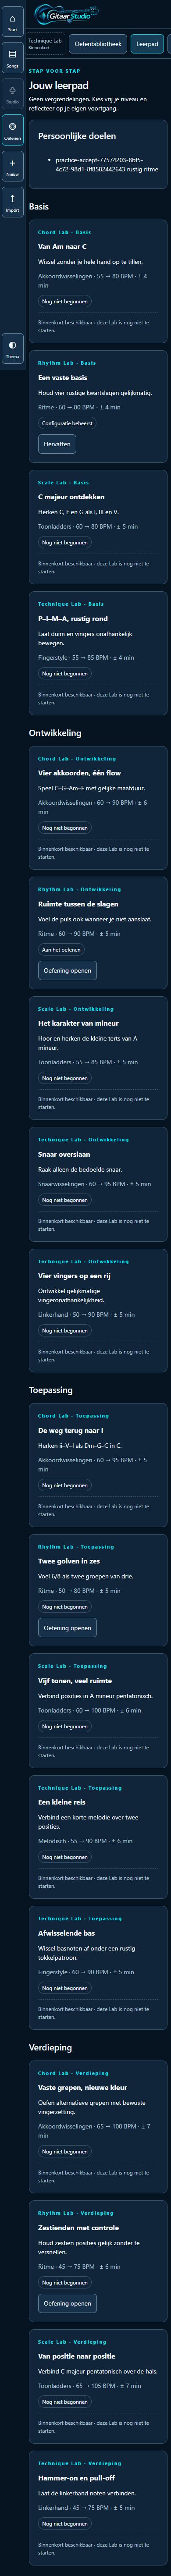 Gitaar Studio
Start
Songs
Studio
Oefenen
Nieuw
Import
Thema
Technique Lab
Binnenkort
Oefenbibliotheek
Leerpad
STAP VOOR STAP
Jouw leerpad
Geen vergrendelingen. Kies vrij je niveau en
reflecteer op je eigen voortgang.
Persoonlijke doelen
• practice-accept-77574203-8bf5-
4c72-98d1-8f8582442643 rustig ritme
Basis
Chord Lab · Basis
Van Am naar C
Wissel zonder je hele hand op te tillen.
Akkoordwisselingen · 55 → 80 BPM · ± 4
min
Nog niet begonnen
Binnenkort beschikbaar · deze Lab is nog niet te
starten.
Rhythm Lab · Basis
Een vaste basis
Houd vier rustige kwartslagen gelijkmatig.
Ritme · 60 → 80 BPM · ± 4 min
Configuratie beheerst
Hervatten
Scale Lab · Basis
C majeur ontdekken
Herken C, E en G als I, III en V.
Toonladders · 60 → 80 BPM · ± 5 min
Nog niet begonnen
Binnenkort beschikbaar · deze Lab is nog niet te
starten.
Technique Lab · Basis
P–I–M–A, rustig rond
Laat duim en vingers onafhankelijk
bewegen.
Fingerstyle · 55 → 85 BPM · ± 4 min
Nog niet begonnen
Binnenkort beschikbaar · deze Lab is nog niet te
starten.
Ontwikkeling
Chord Lab · Ontwikkeling
Vier akkoorden, één flow
Speel C–G–Am–F met gelijke maatduur.
Akkoordwisselingen · 60 → 90 BPM · ± 6
min
Nog niet begonnen
Binnenkort beschikbaar · deze Lab is nog niet te
starten.
Rhythm Lab · Ontwikkeling
Ruimte tussen de slagen
Voel de puls ook wanneer je niet aanslaat.
Ritme · 60 → 90 BPM · ± 5 min
Aan het oefenen
Oefening openen
Scale Lab · Ontwikkeling
Het karakter van mineur
Hoor en herken de kleine terts van A
mineur.
Toonladders · 55 → 85 BPM · ± 5 min
Nog niet begonnen
Binnenkort beschikbaar · deze Lab is nog niet te
starten.
Technique Lab · Ontwikkeling
Snaar overslaan
Raak alleen de bedoelde snaar.
Snaarwisselingen · 60 → 95 BPM · ± 5 min
Nog niet begonnen
Binnenkort beschikbaar · deze Lab is nog niet te
starten.
Technique Lab · Ontwikkeling
Vier vingers op een rij
Ontwikkel gelijkmatige
vingeronafhankelijkheid.
Linkerhand · 50 → 90 BPM · ± 5 min
Nog niet begonnen
Binnenkort beschikbaar · deze Lab is nog niet te
starten.
Toepassing
Chord Lab · Toepassing
De weg terug naar I
Herken ii–V–I als Dm–G–C in C.
Akkoordwisselingen · 60 → 95 BPM · ± 5
min
Nog niet begonnen
Binnenkort beschikbaar · deze Lab is nog niet te
starten.
Rhythm Lab · Toepassing
Twee golven in zes
Voel 6/8 als twee groepen van drie.
Ritme · 50 → 80 BPM · ± 5 min
Nog niet begonnen
Oefening openen
Scale Lab · Toepassing
Vijf tonen, veel ruimte
Verbind posities in A mineur pentatonisch.
Toonladders · 60 → 100 BPM · ± 6 min
Nog niet begonnen
Binnenkort beschikbaar · deze Lab is nog niet te
starten.
Technique Lab · Toepassing
Een kleine reis
Verbind een korte melodie over twee
posities.
Melodisch · 55 → 90 BPM · ± 6 min
Nog niet begonnen
Binnenkort beschikbaar · deze Lab is nog niet te
starten.
Technique Lab · Toepassing
Afwisselende bas
Wissel basnoten af onder een rustig
tokkelpatroon.
Fingerstyle · 60 → 90 BPM · ± 5 min
Nog niet begonnen
Binnenkort beschikbaar · deze Lab is nog niet te
starten.
Verdieping
Chord Lab · Verdieping
Vaste grepen, nieuwe kleur
Oefen alternatieve grepen met bewuste
vingerzetting.
Akkoordwisselingen · 65 → 100 BPM · ± 7
min
Nog niet begonnen
Binnenkort beschikbaar · deze Lab is nog niet te
starten.
Rhythm Lab · Verdieping
Zestienden met controle
Houd zestien posities gelijk zonder te
versnellen.
Ritme · 45 → 75 BPM · ± 6 min
Nog niet begonnen
Oefening openen
Scale Lab · Verdieping
Van positie naar positie
Verbind C majeur pentatonisch over de hals.
Toonladders · 65 → 105 BPM · ± 7 min
Nog niet begonnen
Binnenkort beschikbaar · deze Lab is nog niet te
starten.
Technique Lab · Verdieping
Hammer-on en pull-off
Laat de linkerhand noten verbinden.
Linkerhand · 45 → 75 BPM · ± 5 min
Nog niet begonnen
Binnenkort beschikbaar · deze Lab is nog niet te
starten.